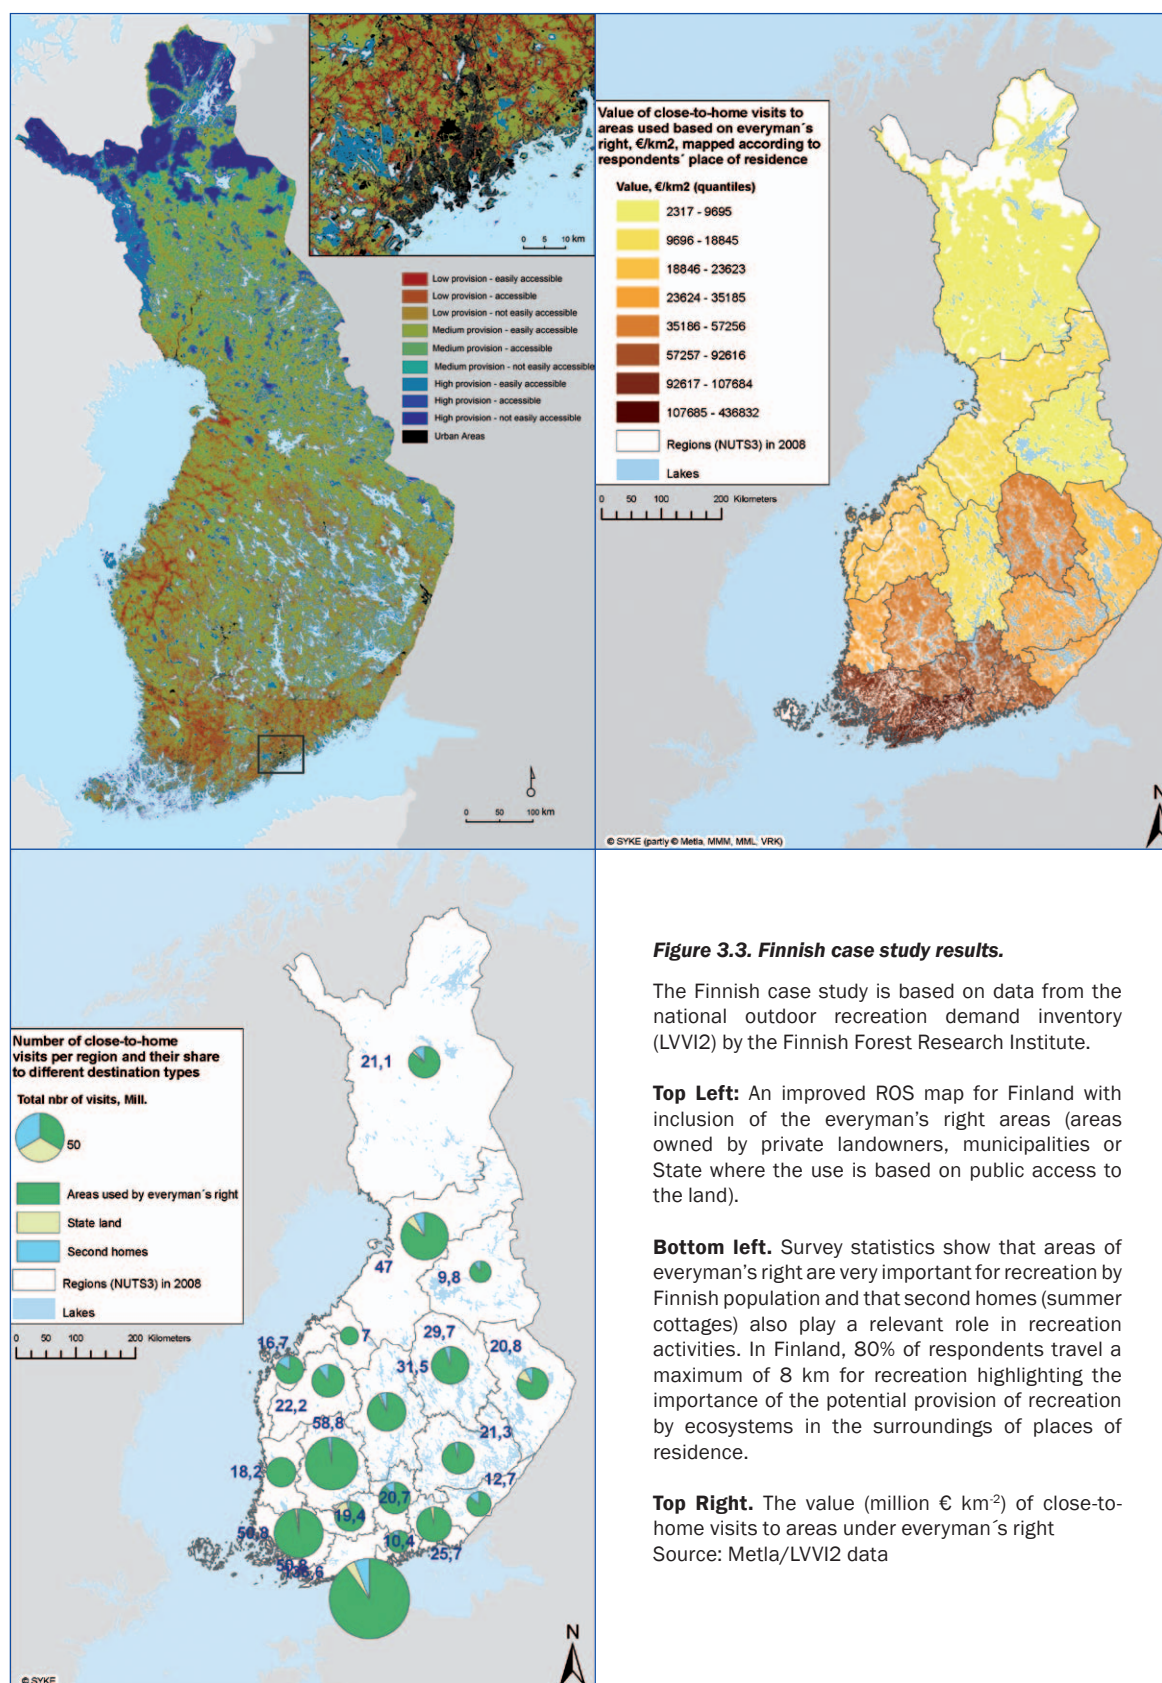 0 5 10 km
Low provision - easily accessible
Low provision - accessible
Low provision - not easily accessible
Medium provision - easily accessible
Medium provision - accessible
Medium provision - not easily accessible
High provision - easily accessible
High provision - accessible
High provision - not easily accessible
Urban Areas
0 50 100 km
Value of close-to-home visits to
areas used based on everyman´s
right, €/km2, mapped according to
respondents´ place of residence
Value, €/km2 (quantiles)
2317 - 9695
9696 - 18845
18846 - 23623
23624 - 35185
35186 - 57256
57257 - 92616
92617 - 107684
107685 - 436832
Regions (NUTS3) in 2008
Lakes
0 50 100 200 Kilometers
N
© SYKE (partly © Metla, MMM, MML, VRK)
Number of close-to-home
visits per region and their share
to different destination types
Total nbr of visits, Mill.
50
Areas used by everyman´s right
State land
Second homes
Regions (NUTS3) in 2008
Lakes
0 50 100 200 Kilometers
21,1
47
9,8
7
29,7
20,8
16,7
31,5
22,2
58,8
21,3
18,2
12,7
20,7
19,4
10,4
25,7
50,8
N
© SYKE
Figure 3.3. Finnish case study results.
The Finnish case study is based on data from the
national outdoor recreation demand inventory
(LVVI2) by the Finnish Forest Research Institute.
Top Left: An improved ROS map for Finland with
inclusion of the everyman's right areas (areas
owned by private landowners, municipalities or
State where the use is based on public access to
the land).
Bottom left. Survey statistics show that areas of
everyman's right are very important for recreation by
Finnish population and that second homes (summer
cottages) also play a relevant role in recreation
activities. In Finland, 80% of respondents travel a
maximum of 8 km for recreation highlighting the
importance of the potential provision of recreation
by ecosystems in the surroundings of places of
residence.
Top Right. The value (million € km-2) of close-to-
home visits to areas under everyman´s right
Source: Metla/LVVI2 data